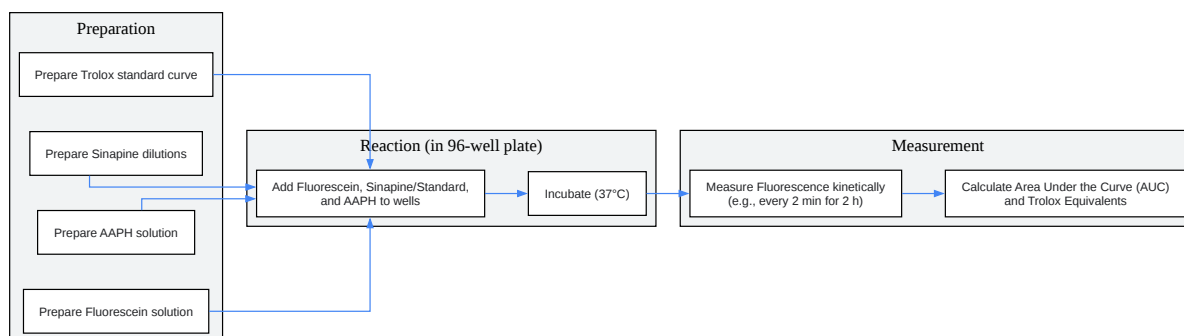 Preparation
Prepare Trolox standard curve
Prepare Sinapine dilutions
Prepare AAPH solution
Prepare Fluorescein solution
Reaction (in 96-well plate)
Add Fluorescein, Sinapine/Standard,
and AAPH to wells
Incubate (37°C)
Measurement
Measure Fluorescence kinetically
(e.g., every 2 min for 2 h)
Calculate Area Under the Curve (AUC)
and Trolox Equivalents